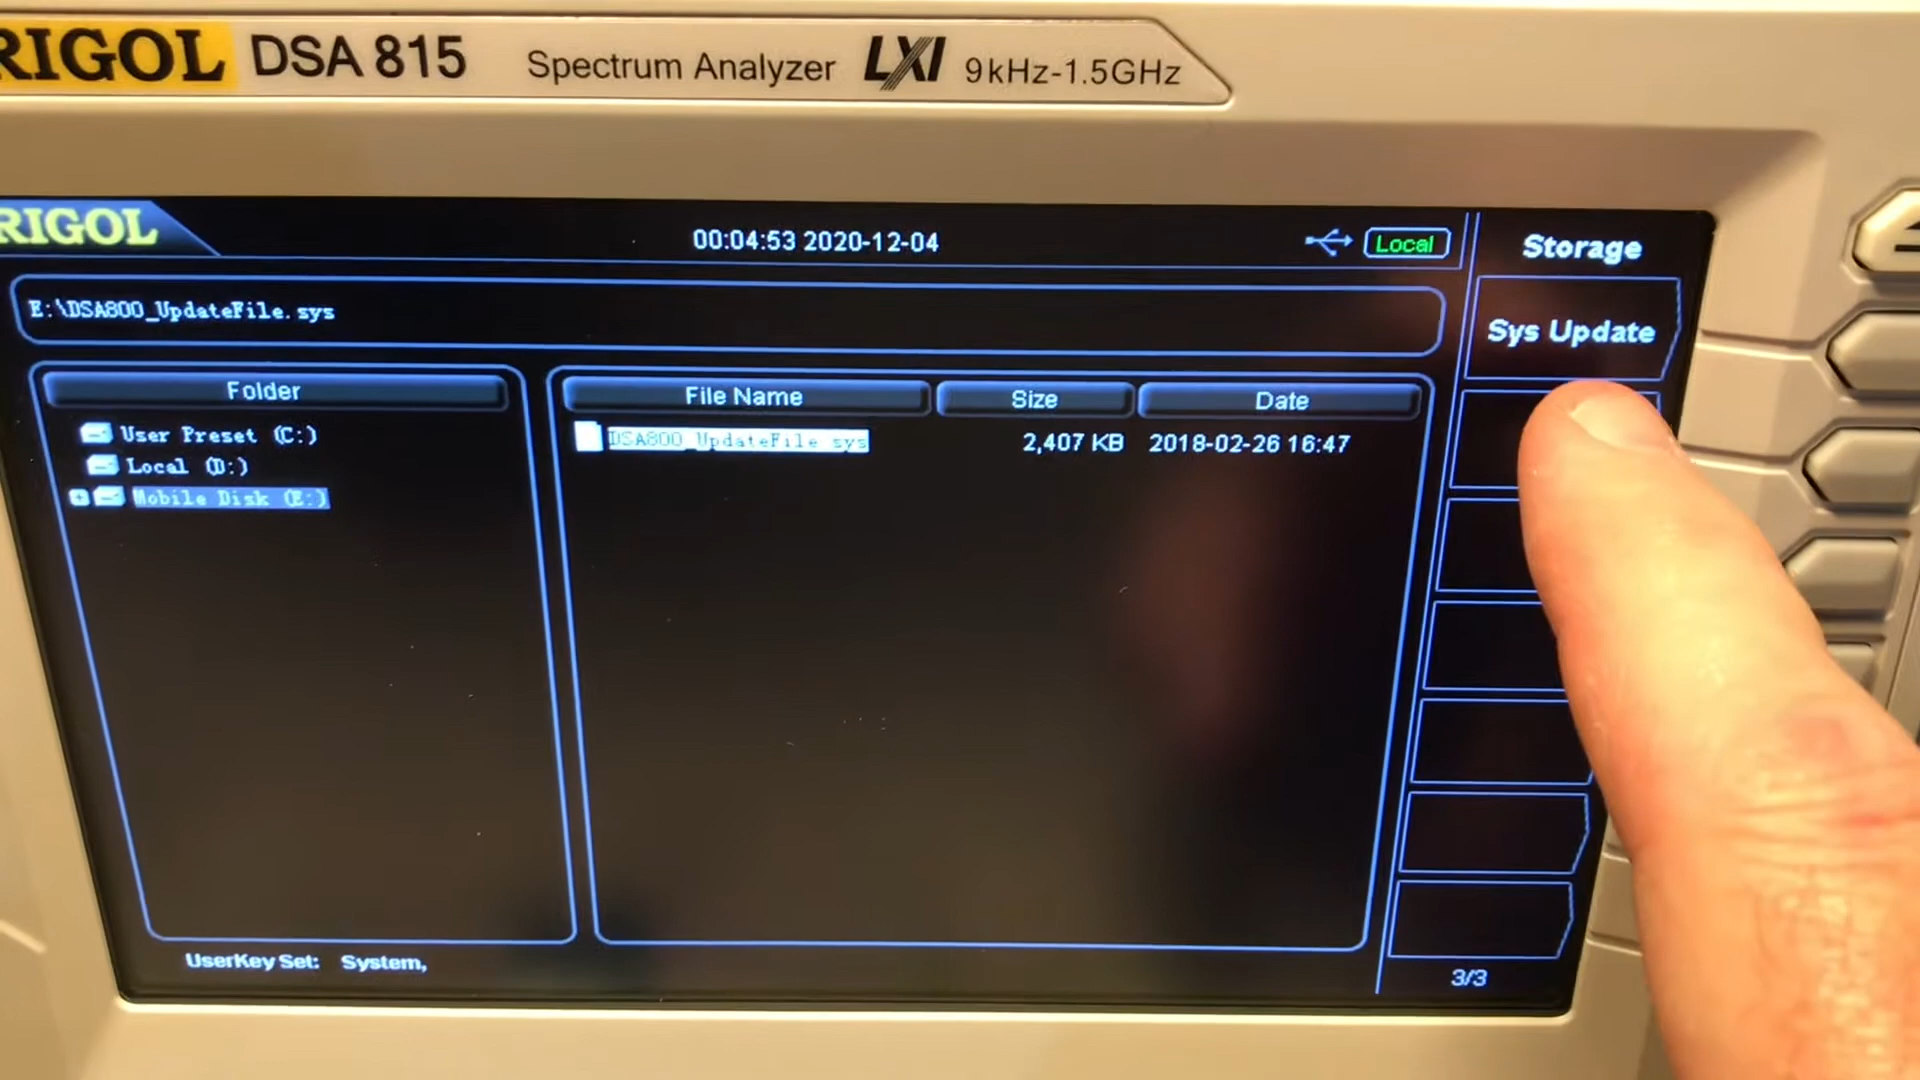 RIGOL DSA 815 Spectrum Analyzer LXI 9kHz-1.5GHz
RIGOL 00:04:53 2020-12-04 Local Storage
E:\DSA800_UpdateFile.sys
Sys Update
Folder File Name Size Date
User Preset (C:)
DSA800_UpdateFile.sys 2,407 KB 2018-02-26 16:47
Local (D:)
Mobile Disk (E:)
UserKey Set: System,
3/3